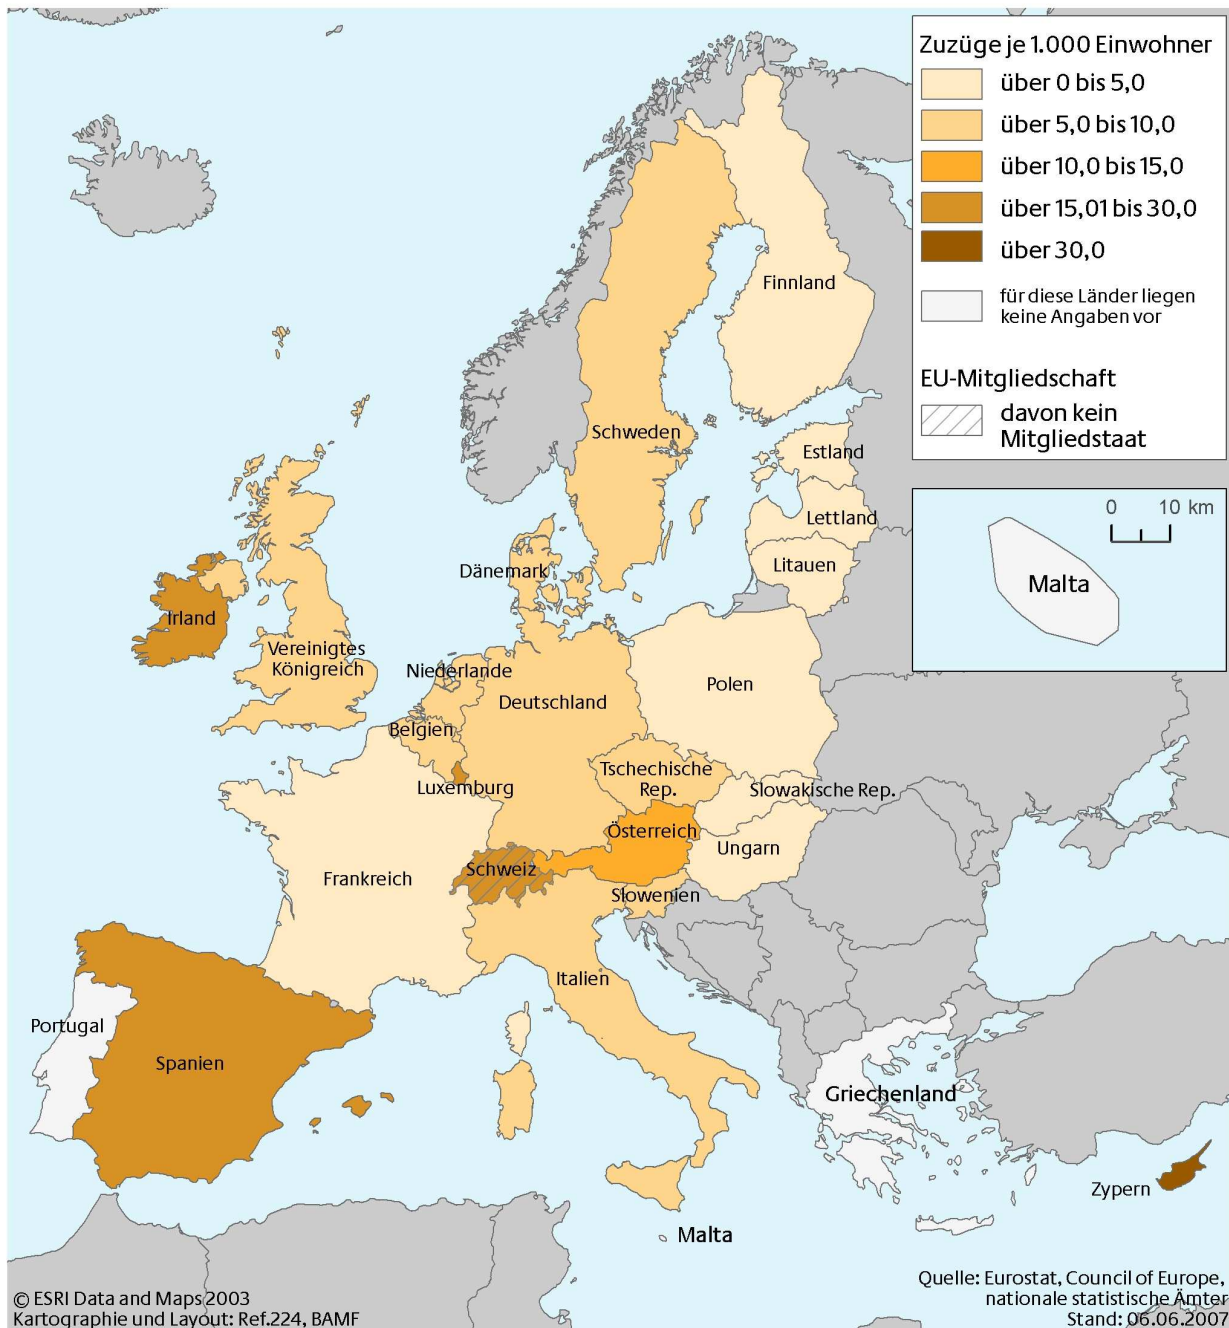 Zuzüge je 1.000 Einwohner
über 0 bis 5,0
über 5,0 bis 10,0
über 10,0 bis 15,0
über 15,01 bis 30,0
über 30,0
für diese Länder liegen
keine Angaben vor
EU-Mitgliedschaft
davon kein
Mitgliedstaat
0 10 km
Malta
Finnland
Schweden
Estland
Lettland
Litauen
Dänemark
Irland
Vereinigtes
Königreich
Niederlande
Deutschland
Polen
Belgien
Luxemburg
Tschechische
Rep.
Slowakische Rep.
Österreich
Ungarn
Schweiz
Frankreich
Slowenien
Italien
Portugal
Spanien
Griechenland
Zypern
Malta
© ESRI Data and Maps 2003
Kartographie und Layout: Ref.224, BAMF
Quelle: Eurostat, Council of Europe,
nationale statistische Ämter
Stand: 06.06.2007